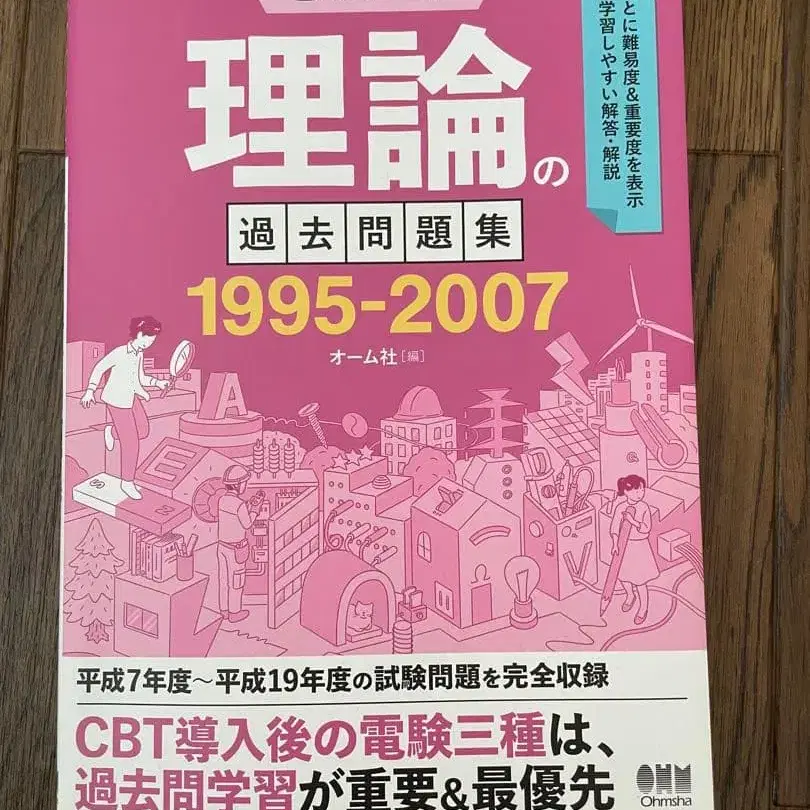 理論の
過去問題集
1995-2007
オーム社[編]
とに難易度&重要度を表示
学習しやすい解答・解説
A
E
S
N
Ω
V
平成7年度～平成19年度の試験問題を完全収録
CBT導入後の電験三種は、
過去問学習が重要&最優先
OHM
Ohmsha